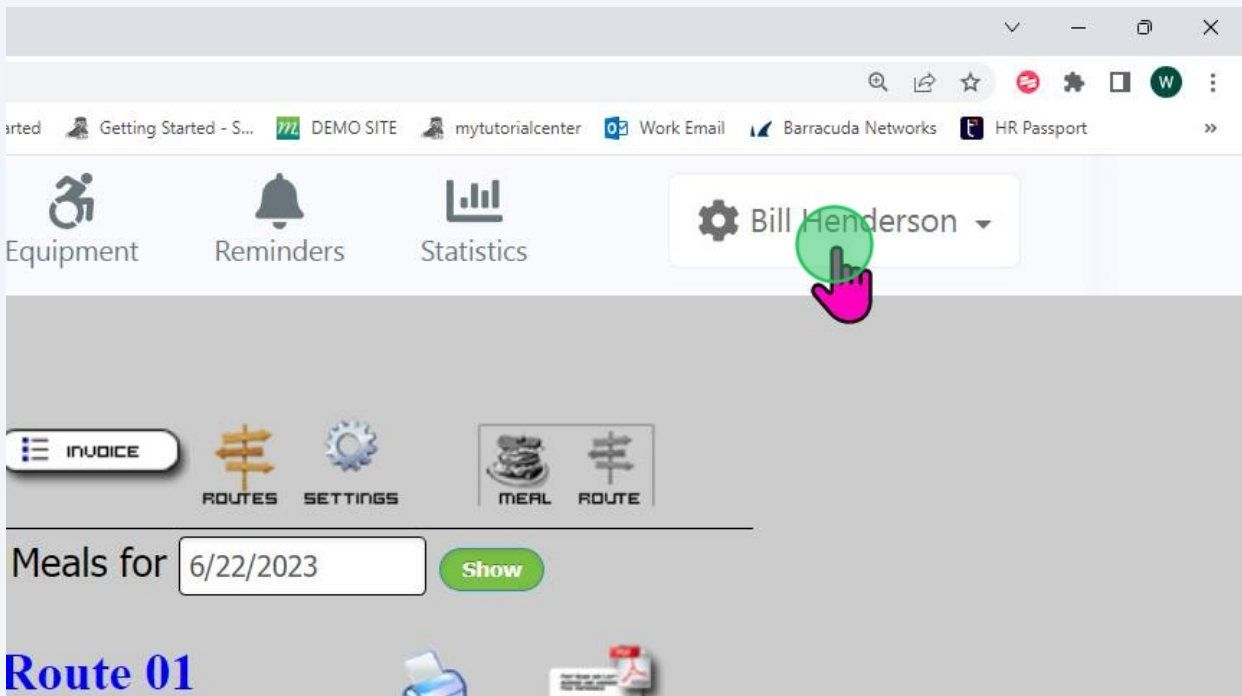 arted Getting Started - S... DEMO SITE mytutorialcenter Work Email Barracuda Networks HR Passport »
W
Equipment Reminders Statistics Bill Henderson
INVOICE
ROUTES SETTINGS MEAL ROUTE
Meals for 6/22/2023 Show
Route 01
PDF